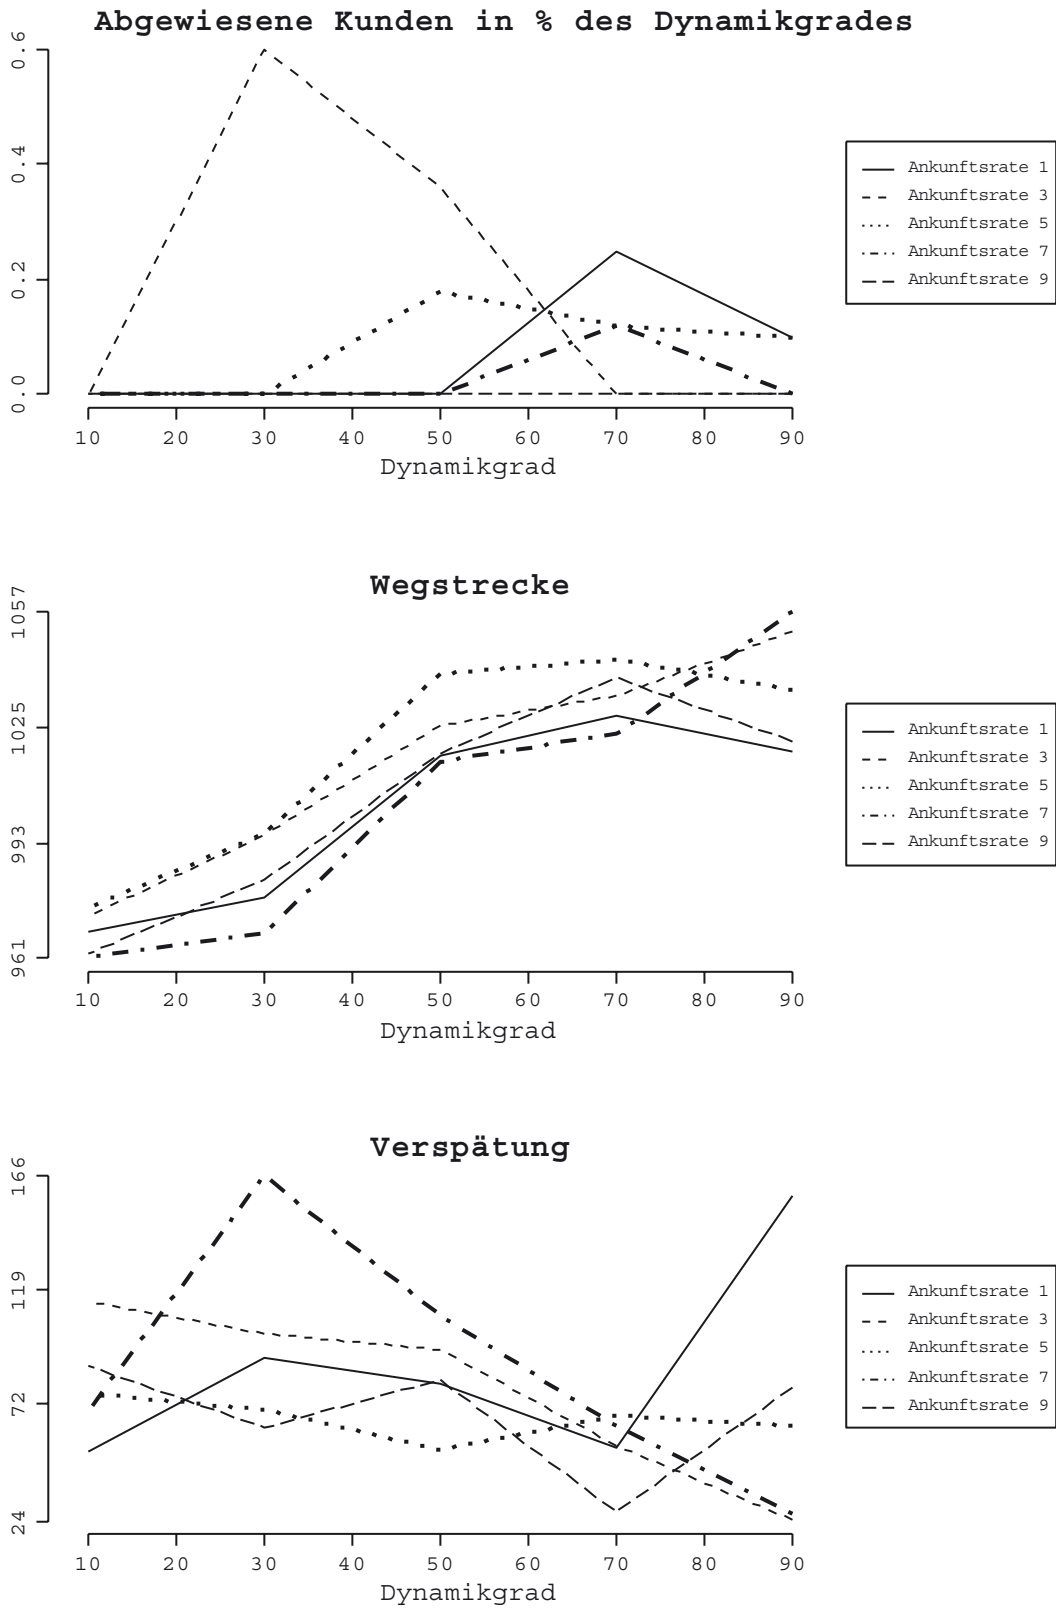 Abgewiesene Kunden in % des Dynamikgrades
0.6
0.4
0.2
0.0
10 20 30 40 50 60 70 80 90
Dynamikgrad
Ankunftsrate 1
Ankunftsrate 3
Ankunftsrate 5
Ankunftsrate 7
Ankunftsrate 9
Wegstrecke
1057
1025
993
961
10 20 30 40 50 60 70 80 90
Dynamikgrad
Ankunftsrate 1
Ankunftsrate 3
Ankunftsrate 5
Ankunftsrate 7
Ankunftsrate 9
Verspätung
166
119
72
24
10 20 30 40 50 60 70 80 90
Dynamikgrad
Ankunftsrate 1
Ankunftsrate 3
Ankunftsrate 5
Ankunftsrate 7
Ankunftsrate 9